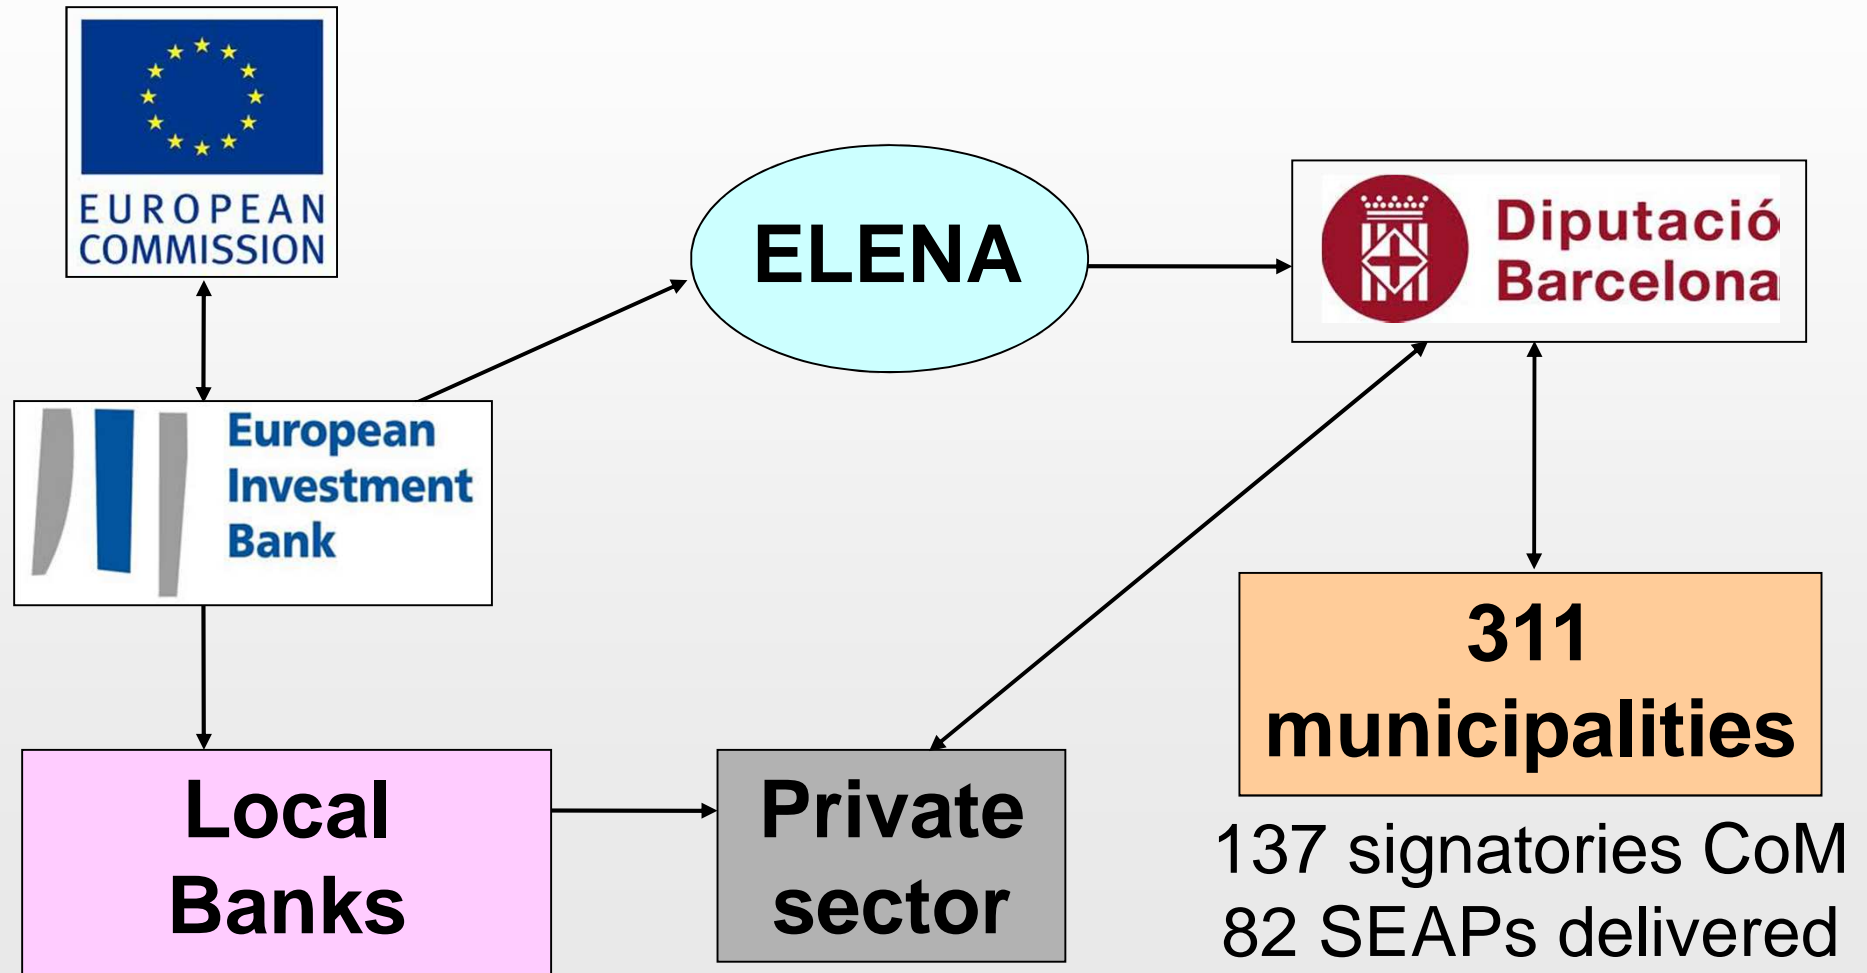 EUROPEAN
COMMISSION
ELENA
Diputació
Barcelona
European
Investment
Bank
311
municipalities
Local
Banks
Private
sector
137 signatories CoM
82 SEAPs delivered